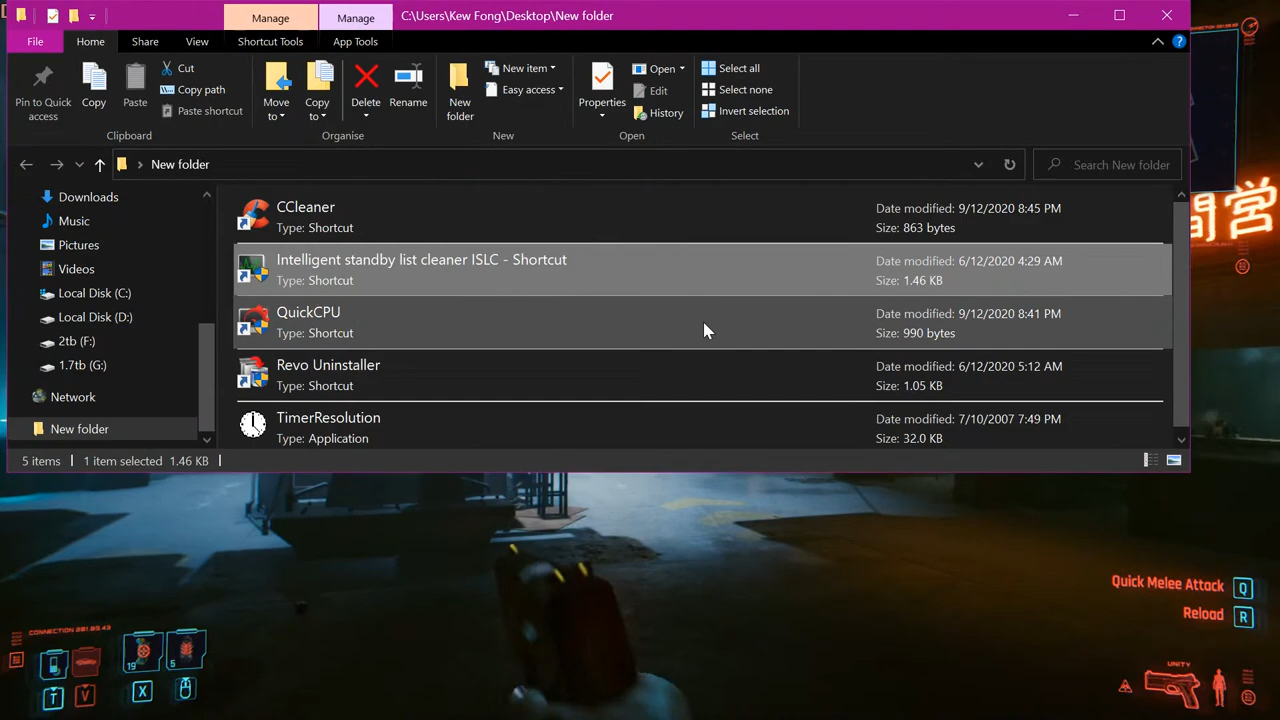 Manage
Manage
C:\Users\Kew Fong\Desktop\New folder
File
Home
Share
View
Shortcut Tools
App Tools
Pin to Quick access
Copy
Paste
Cut
Copy path
Paste shortcut
Clipboard
Move to
Copy to
Delete
Rename
Organise
New folder
New item
Easy access
New
Properties
Open
Edit
History
Open
Select all
Select none
Invert selection
Select
New folder
Search New folder
Downloads
Music
Pictures
Videos
Local Disk (C:)
Local Disk (D:)
2tb (F:)
1.7tb (G:)
Network
New folder
CCleaner
Type: Shortcut
Date modified: 9/12/2020 8:45 PM
Size: 863 bytes
Intelligent standby list cleaner ISLC - Shortcut
Type: Shortcut
Date modified: 6/12/2020 4:29 AM
Size: 1.46 KB
QuickCPU
Type: Shortcut
Date modified: 9/12/2020 8:41 PM
Size: 990 bytes
Revo Uninstaller
Type: Shortcut
Date modified: 6/12/2020 5:12 AM
Size: 1.05 KB
TimerResolution
Type: Application
Date modified: 7/10/2007 7:49 PM
Size: 32.0 KB
5 items
1 item selected 1.46 KB
間営
Quick Melee Attack Q
Reload R
19
5
T
V
X
UNITY